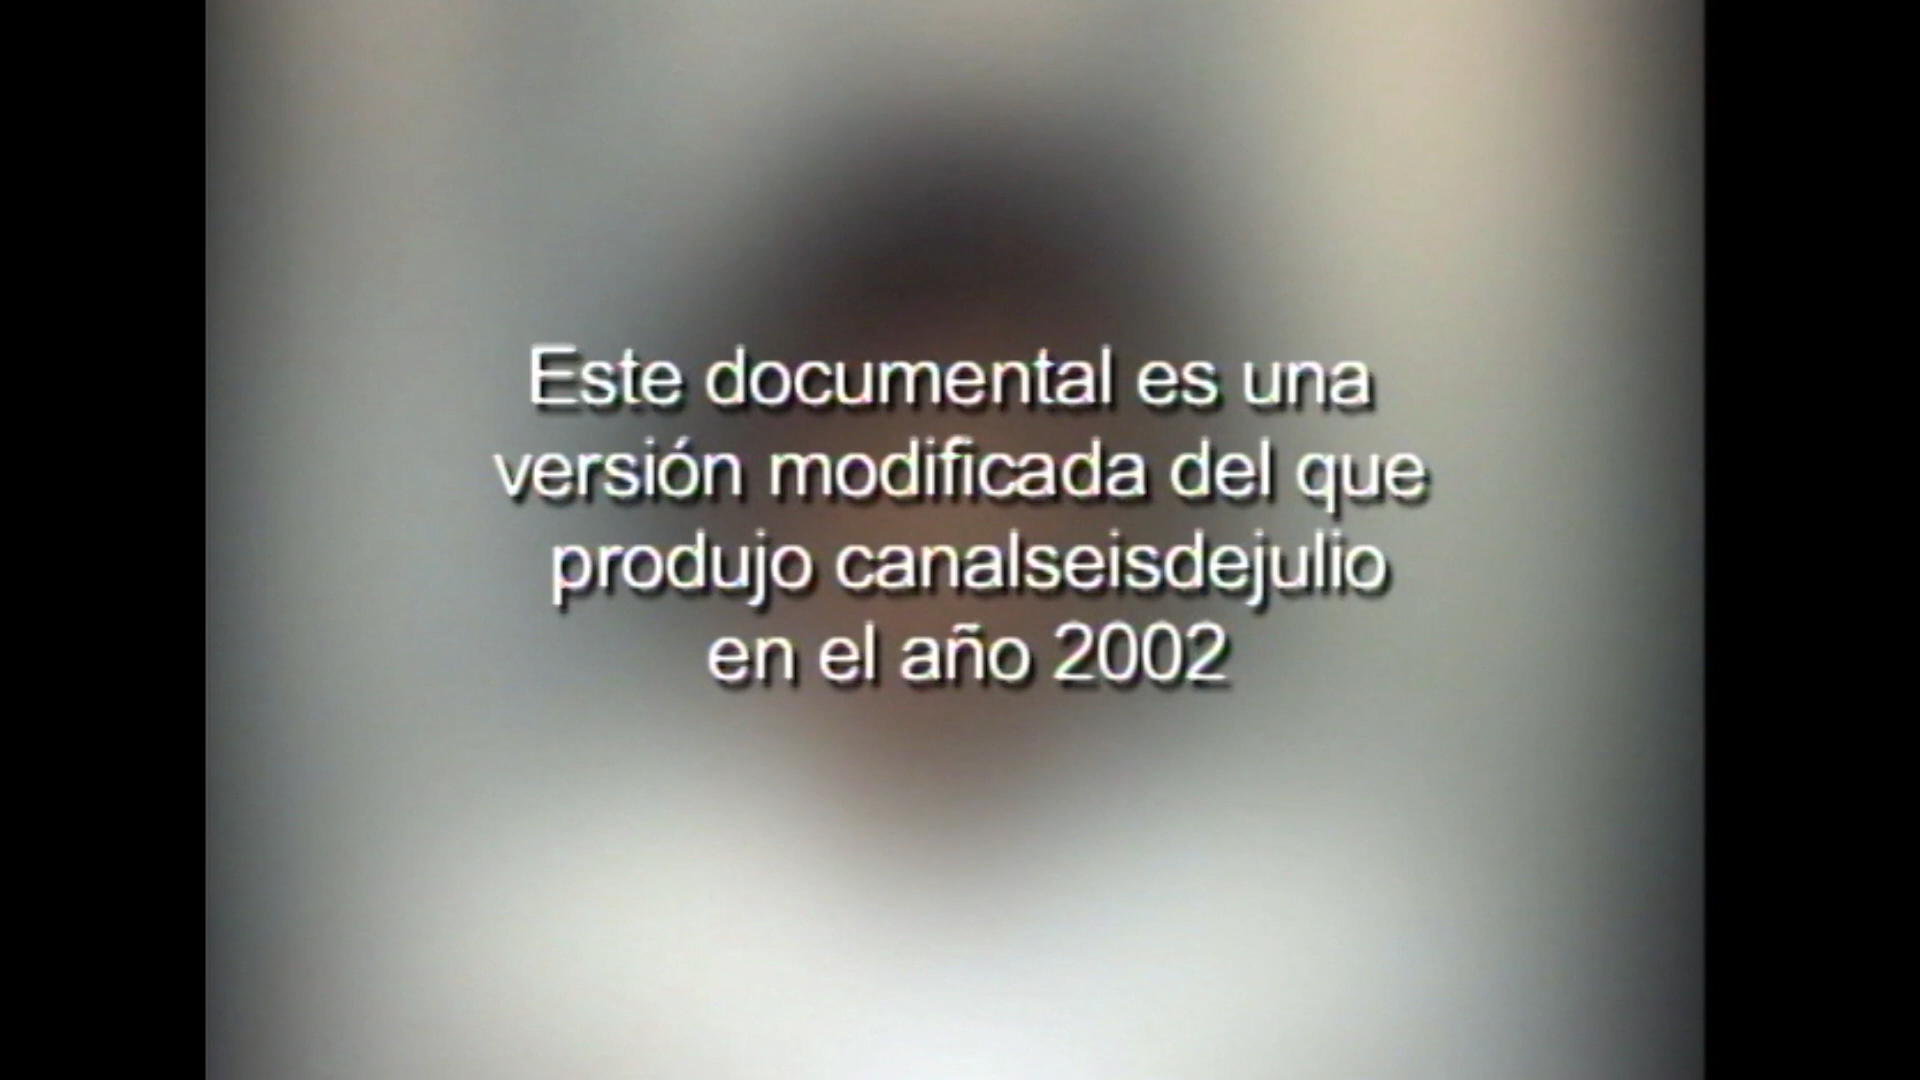 Este documental es una
versión modificada del que
produjo canalseisdejulio
en el año 2002